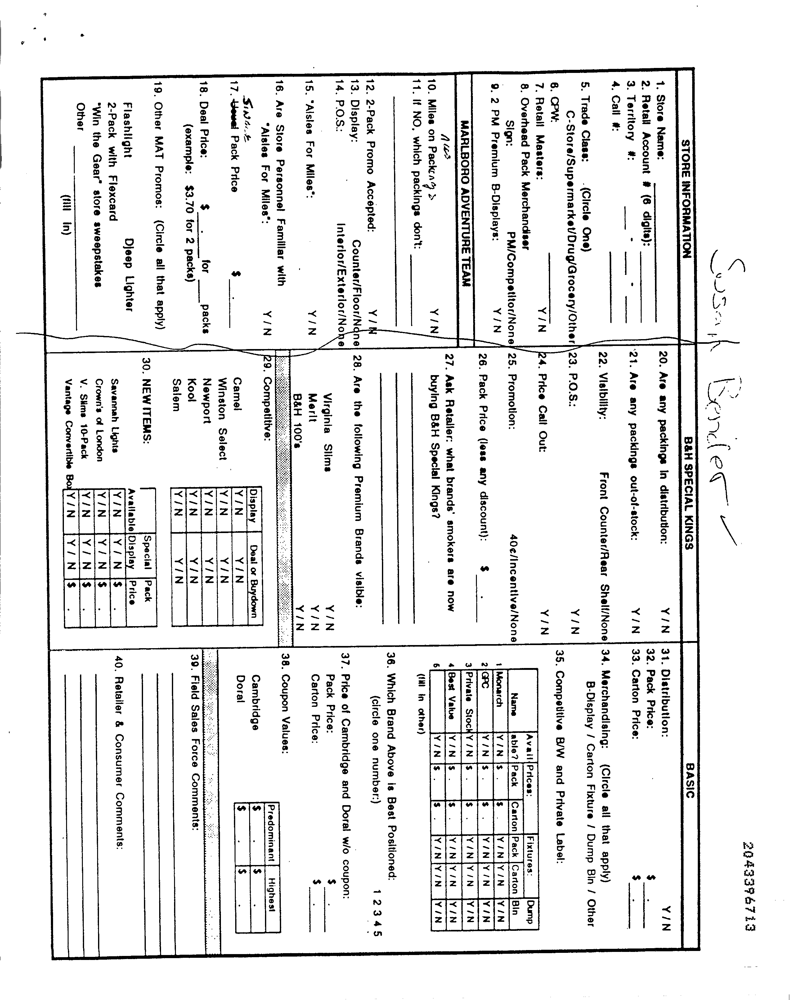 Susan Bender
2043396713
STORE INFORMATION
1. Store Name:
2. Retail Account # (6 digits):
3. Territory #: - -
4. Call #:
5. Trade Class: (Circle One)
C-Store/Supermarket/Drug/Grocery/Other
6. CPW:
7. Retail Masters: Y / N
8. Overhead Pack Merchandiser
Sign: PM/Competitor/None
9. 2 PM Premium B-Displays: Y / N
MARLBORO ADVENTURE TEAM
10. Miles on Packings Y / N
11. If NO, which packings don't:
12. 2-Pack Promo Accepted: Y / N
13. Display: Counter/Floor/None
14. P.O.S.: Interior/Exterior/None
15. "Aisles For Miles": Y / N
16. Are Store Personnel Familiar with
"Aisles For Miles": Y / N
SINGLE
17. Usual Pack Price $ .
18. Deal Price: $ . for packs
(example: $3.70 for 2 packs)
19. Other MAT Promos: (Circle all that apply)
Flashlight Djeep Lighter
2-Pack with Flexcard
"Win the Gear" store sweepstakes
Other (fill in)
B&H SPECIAL KINGS
20. Are any packings in distribution: Y / N
21. Are any packings out-of-stock: Y / N
22. Visibility: Front Counter/Rear Shelf/None
23. P.O.S.: Y / N
24. Price Call Out: Y / N
25. Promotion: 40¢/Incentive/None
26. Pack Price (less any discount): $ .
27. Ask Retailer: what brands' smokers are now
buying B&H Special Kings?
28. Are the following Premium Brands visible:
Virginia Slims Y / N
Merit Y / N
B&H 100's Y / N
29. Competitive:
Display Deal or Buydown
Camel Y / N Y / N
Winston Select Y / N Y / N
Newport Y / N Y / N
Kool Y / N Y / N
Salem Y / N Y / N
30. NEW ITEMS:
Available Special Display Pack Price
Savannah Lights Y / N Y / N $ .
Crown's of London Y / N Y / N $ .
V. Slims 10-Pack Y / N Y / N $ .
Vantage Convertible Box Y / N Y / N $ .
BASIC
31. Distribution: Y / N
32. Pack Price: $ .
33. Carton Price: $ .
34. Merchandising: (Circle all that apply)
B-Display / Carton Fixture / Dump Bin / Other
35. Competitive B/W and Private Label:
Avail Prices: Fixtures: Dump
Name able? Pack Carton Pack Carton Bin
1 Monarch Y / N $ . $ . Y / N Y / N Y / N
2 GPC Y / N $ . $ . Y / N Y / N Y / N
3 Private Stock Y / N $ . $ . Y / N Y / N Y / N
4 Best Value Y / N $ . $ . Y / N Y / N Y / N
5 Y / N $ . $ . Y / N Y / N Y / N
(fill in other)
36. Which Brand Above is Best Positioned:
(circle one number:) 1 2 3 4 5
37. Price of Cambridge and Doral w/o coupon:
Pack Price: $ .
Carton Price: $ .
38. Coupon Values:
Predominant Highest
Cambridge $ . $ .
Doral $ . $ .
39. Field Sales Force Comments:
40. Retailer & Consumer Comments: